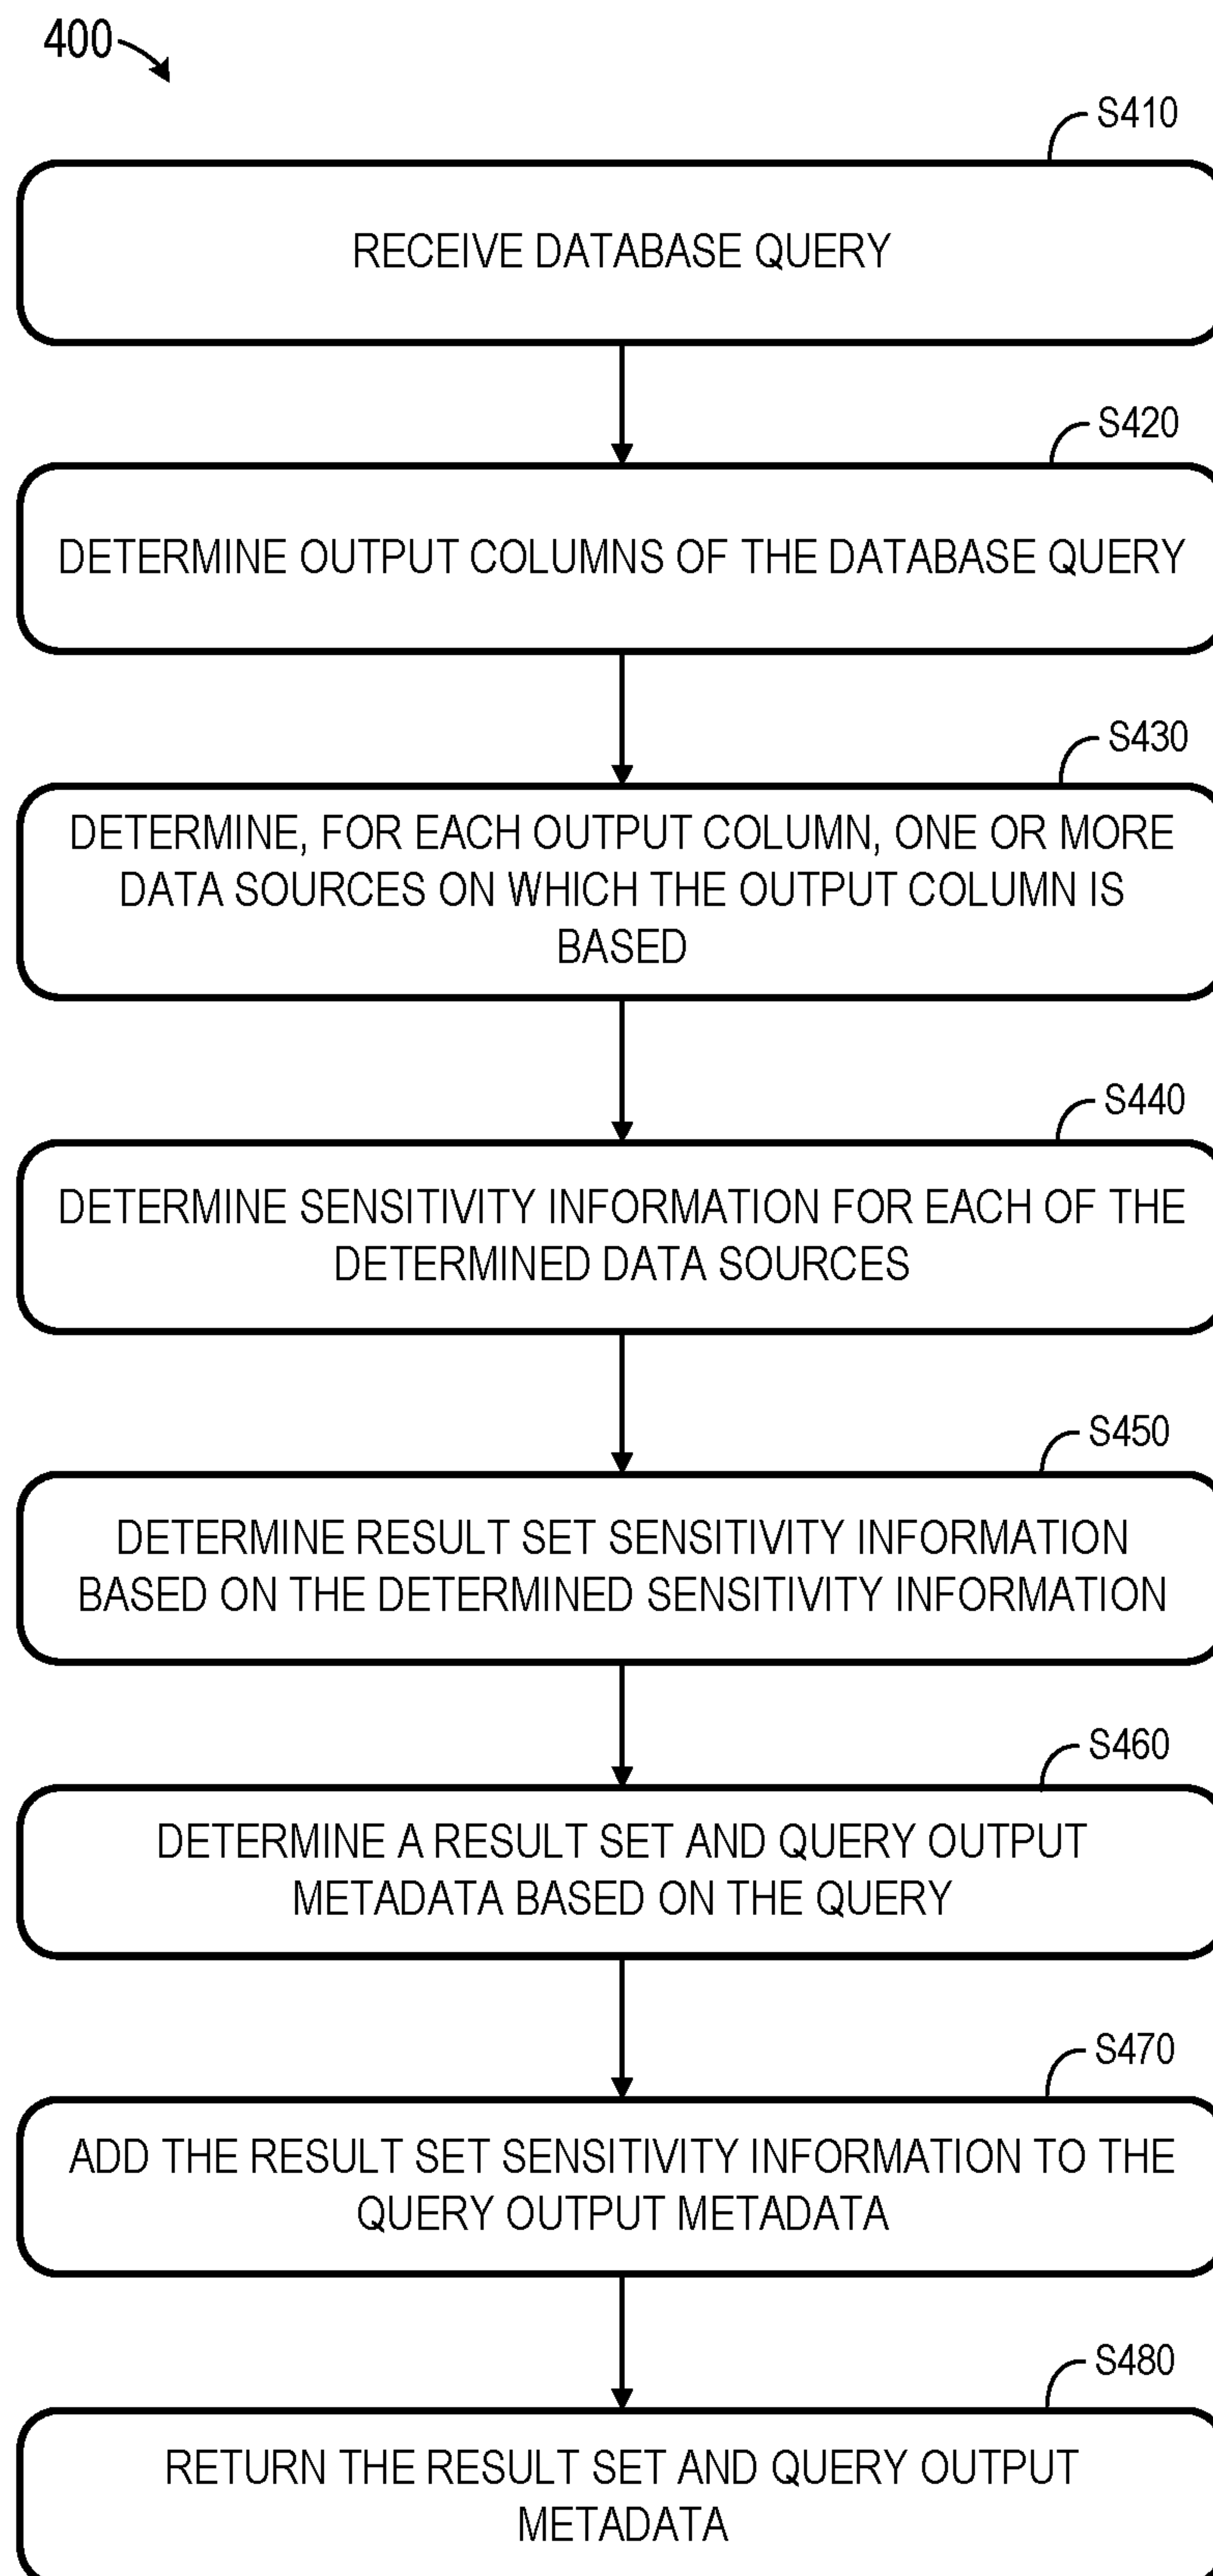 400
S410
RECEIVE DATABASE QUERY
S420
DETERMINE OUTPUT COLUMNS OF THE DATABASE QUERY
S430
DETERMINE, FOR EACH OUTPUT COLUMN, ONE OR MORE
DATA SOURCES ON WHICH THE OUTPUT COLUMN IS
BASED
S440
DETERMINE SENSITIVITY INFORMATION FOR EACH OF THE
DETERMINED DATA SOURCES
S450
DETERMINE RESULT SET SENSITIVITY INFORMATION
BASED ON THE DETERMINED SENSITIVITY INFORMATION
S460
DETERMINE A RESULT SET AND QUERY OUTPUT
METADATA BASED ON THE QUERY
S470
ADD THE RESULT SET SENSITIVITY INFORMATION TO THE
QUERY OUTPUT METADATA
S480
RETURN THE RESULT SET AND QUERY OUTPUT
METADATA